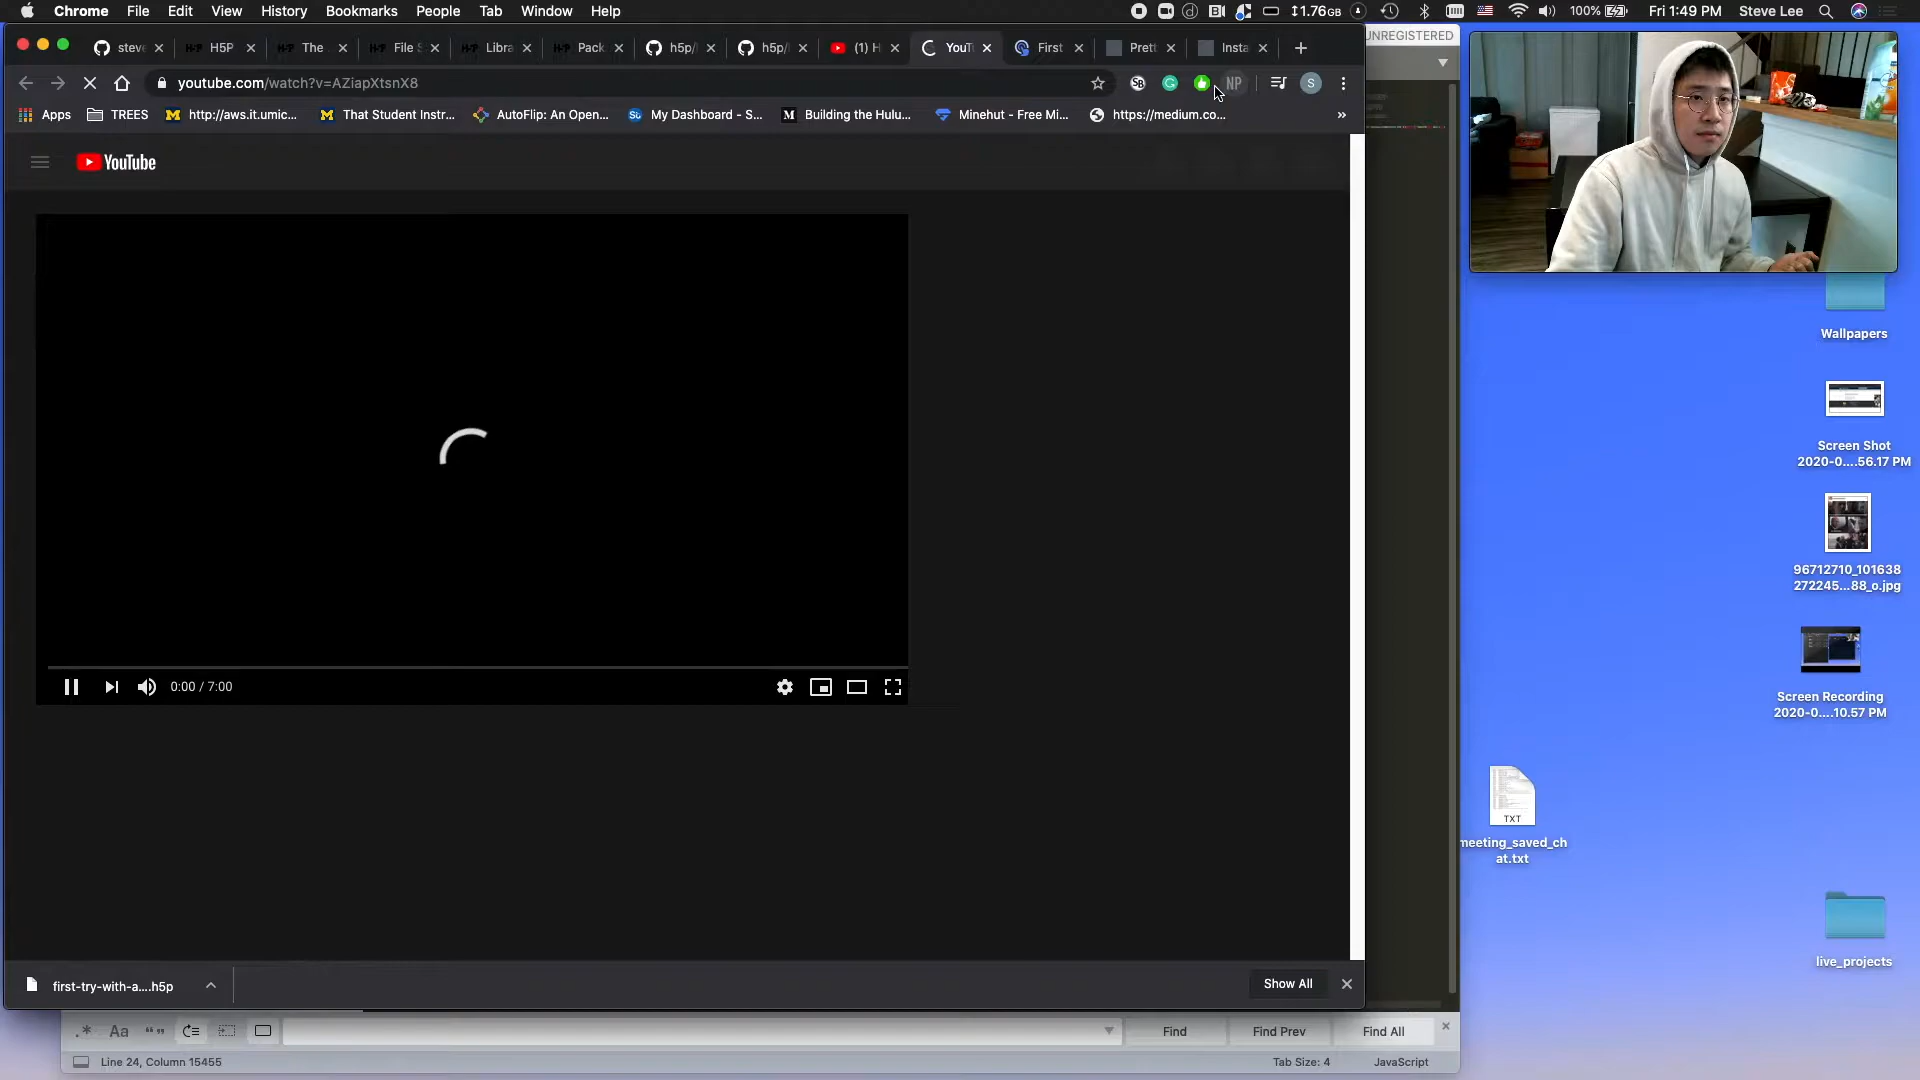 Chrome File Edit View History Bookmarks People Tab Window Help
1.76GB 100% Fri 1:49 PM Steve Lee
steve H5P The File S Libra Pack h5p/ h5p/ (1) H YouTu First Prett Insta
UNREGISTERED
youtube.com/watch?v=AZiapXtsnX8
SB NP S
Apps TREES http://aws.it.umic... That Student Instr... AutoFlip: An Open... My Dashboard - S... Building the Hulu... Minehut - Free Mi... https://medium.co... »
YouTube
Wallpapers
Screen Shot
2020-0....56.17 PM
96712710_101638
272245...88_o.jpg
Screen Recording
2020-0....10.57 PM
0:00 / 7:00
TXT
meeting_saved_ch
at.txt
live_projects
first-try-with-a....h5p
Show All
.* Aa “ ”
Find Find Prev Find All
Line 24, Column 15455
Tab Size: 4 JavaScript